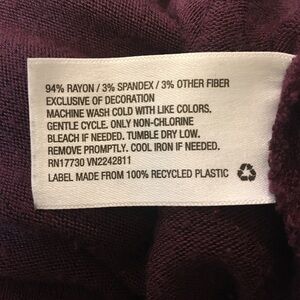 94% RAYON / 3% SPANDEX / 3% OTHER FIBER
EXCLUSIVE OF DECORATION
MACHINE WASH COLD WITH LIKE COLORS.
GENTLE CYCLE. ONLY NON-CHLORINE
BLEACH IF NEEDED. TUMBLE DRY LOW.
REMOVE PROMPTLY. COOL IRON IF NEEDED.
RN17730 VN2242811
LABEL MADE FROM 100% RECYCLED PLASTIC